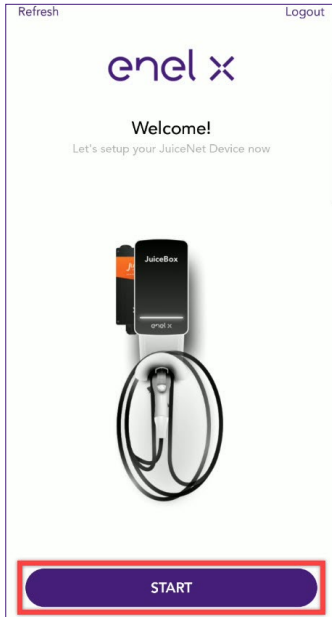 Refresh Logout
enel x
Welcome!
Let's setup your JuiceNet Device now
JuiceBox
enel x
START